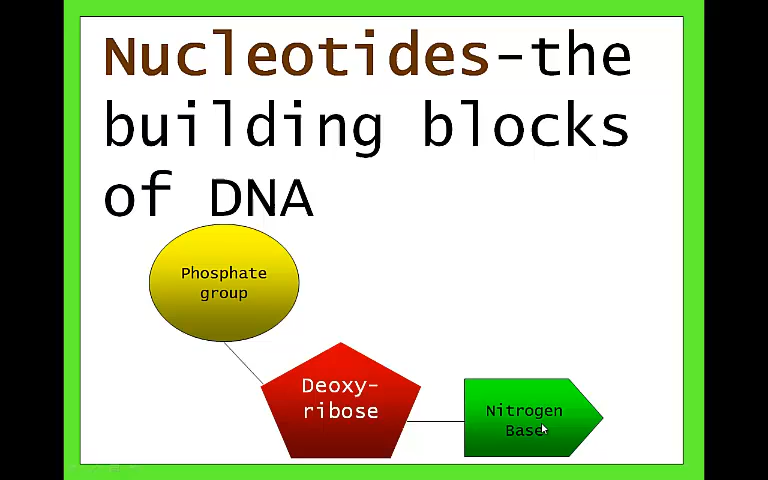 Nucleotides-the
building blocks
of DNA
Phosphate
group
Deoxy-
ribose
Nitrogen
Base